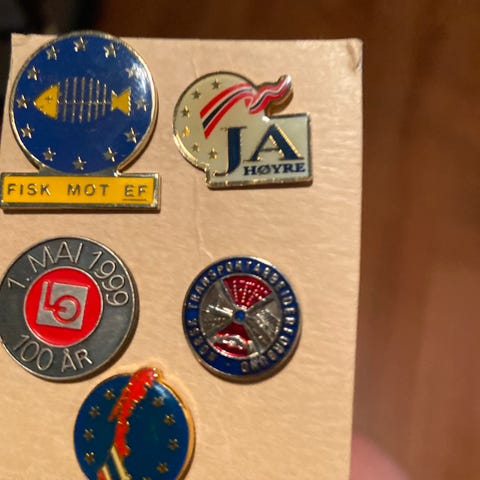 FISK MOT EF
JA
HØYRE
1. MAI 1999
LO
100 ÅR
NORSK TRANSPORTARBEIDERFORBUND